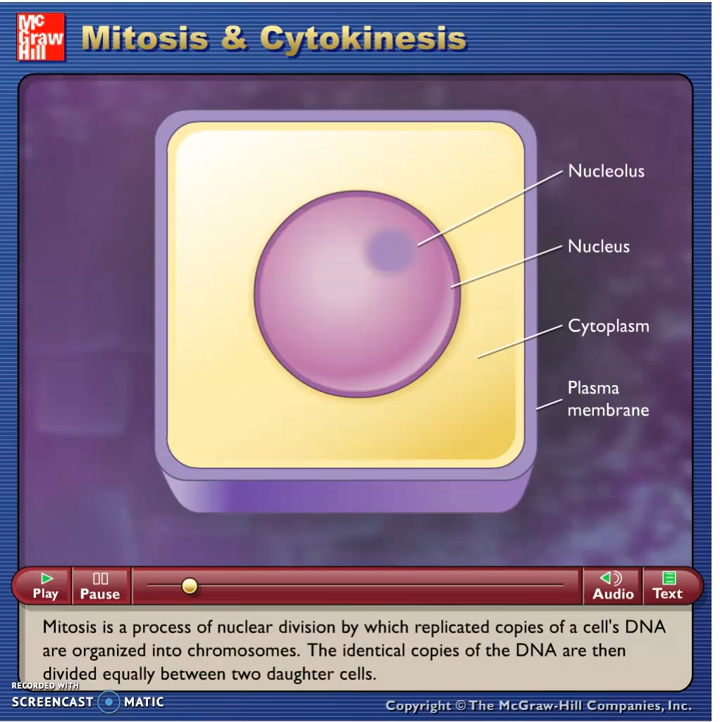 Mc
Graw
Hill
Mitosis & Cytokinesis
Nucleolus
Nucleus
Cytoplasm
Plasma
membrane
Play
Pause
Audio
Text
Mitosis is a process of nuclear division by which replicated copies of a cell's DNA
are organized into chromosomes. The identical copies of the DNA are then
divided equally between two daughter cells.
RECORDED WITH
SCREENCAST MATIC
Copyright © The McGraw-Hill Companies, Inc.